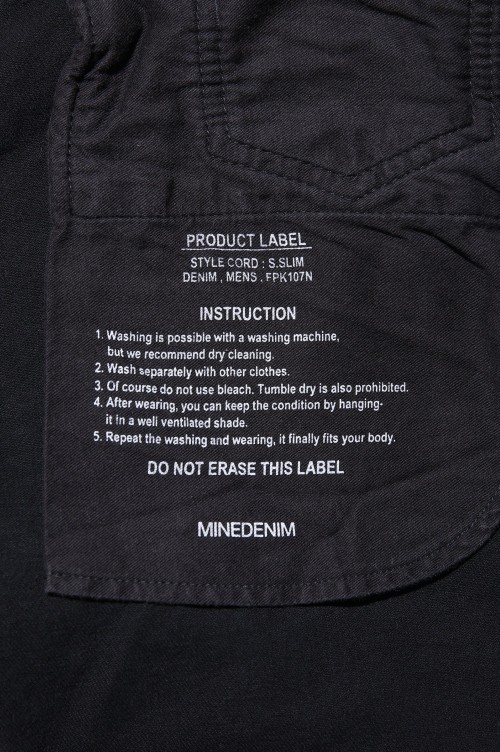 PRODUCT LABEL
STYLE CORD : S.SLIM
DENIM , MENS . FPK107N
INSTRUCTION
1. Washing is possible with a washing machine,
but we recommend dry cleaning.
2. Wash separately with other clothes.
3. Of course do not use bleach. Tumble dry is also prohibited.
4. After wearing, you can keep the condition by hanging-
it in a well ventilated shade.
5. Repeat the washing and wearing, it finally fits your body.
DO NOT ERASE THIS LABEL
MINEDENIM